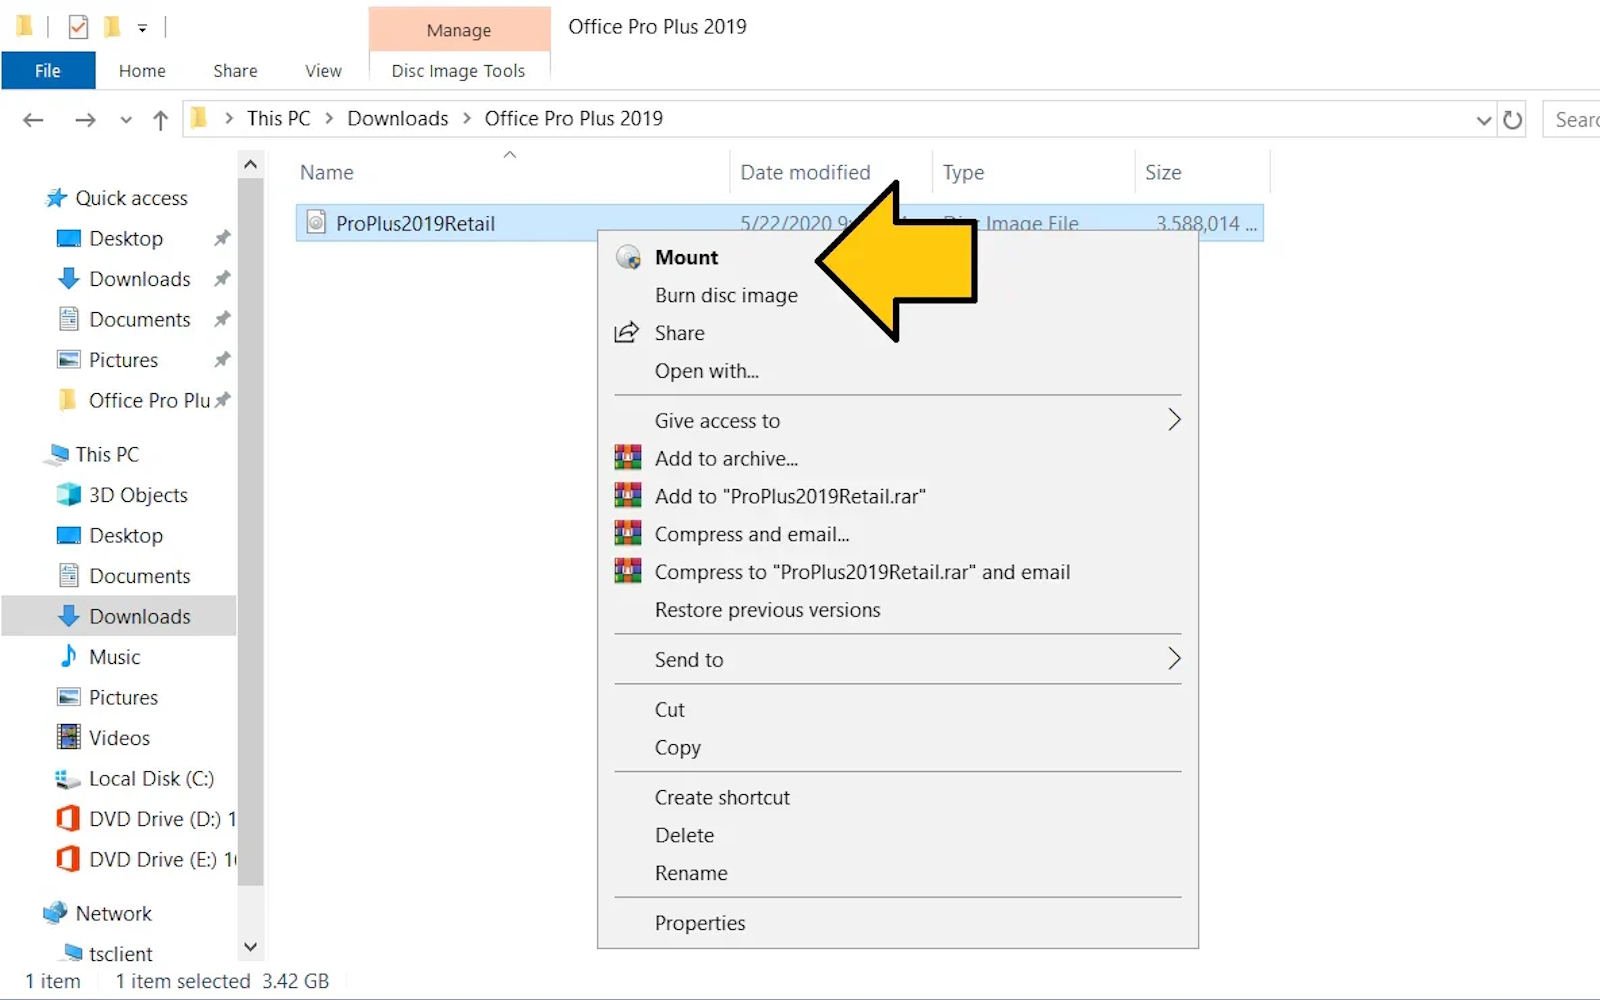 Manage
Office Pro Plus 2019
File
Home
Share
View
Disc Image Tools
This PC
Downloads
Office Pro Plus 2019
Searc
Name
Date modified
Type
Size
ProPlus2019Retail
5/22/2020
Image File
3,588,014 ...
Quick access
Desktop
Downloads
Documents
Pictures
Office Pro Plu
This PC
3D Objects
Desktop
Documents
Downloads
Music
Pictures
Videos
Local Disk (C:)
DVD Drive (D:) 1
DVD Drive (E:) 1
Network
tsclient
Mount
Burn disc image
Share
Open with...
Give access to
Add to archive...
Add to "ProPlus2019Retail.rar"
Compress and email...
Compress to "ProPlus2019Retail.rar" and email
Restore previous versions
Send to
Cut
Copy
Create shortcut
Delete
Rename
Properties
1 item
1 item selected 3.42 GB